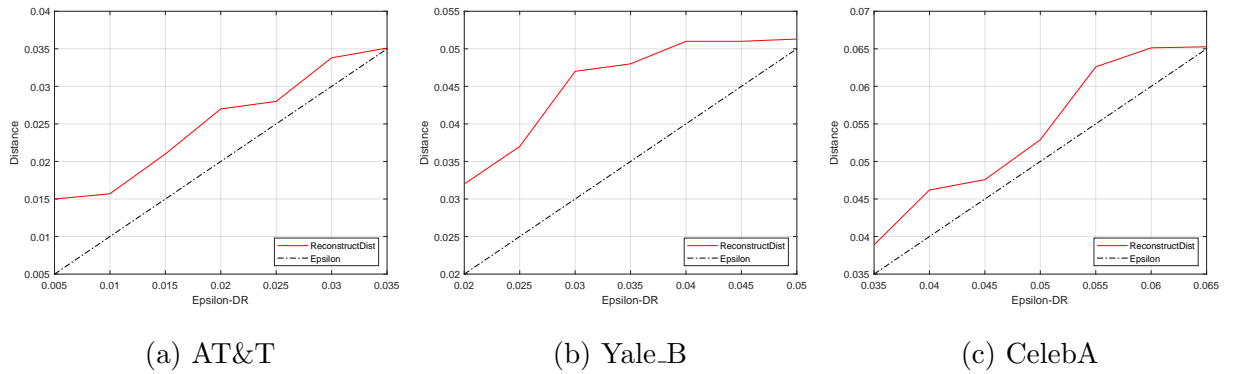 0.04
0.035
0.03
0.025
0.02
0.015
0.01
0.005
Distance
0.005 0.01 0.015 0.02 0.025 0.03 0.035
Epsilon-DR
ReconstructDist
Epsilon
(a) AT&T
0.055
0.05
0.045
0.04
0.035
0.03
0.025
0.02
Distance
0.02 0.025 0.03 0.035 0.04 0.045 0.05
Epsilon-DR
ReconstructDist
Epsilon
(b) Yale_B
0.07
0.065
0.06
0.055
0.05
0.045
0.04
0.035
Distance
0.035 0.04 0.045 0.05 0.055 0.06 0.065
Epsilon-DR
ReconstructDist
Epsilon
(c) CelebA